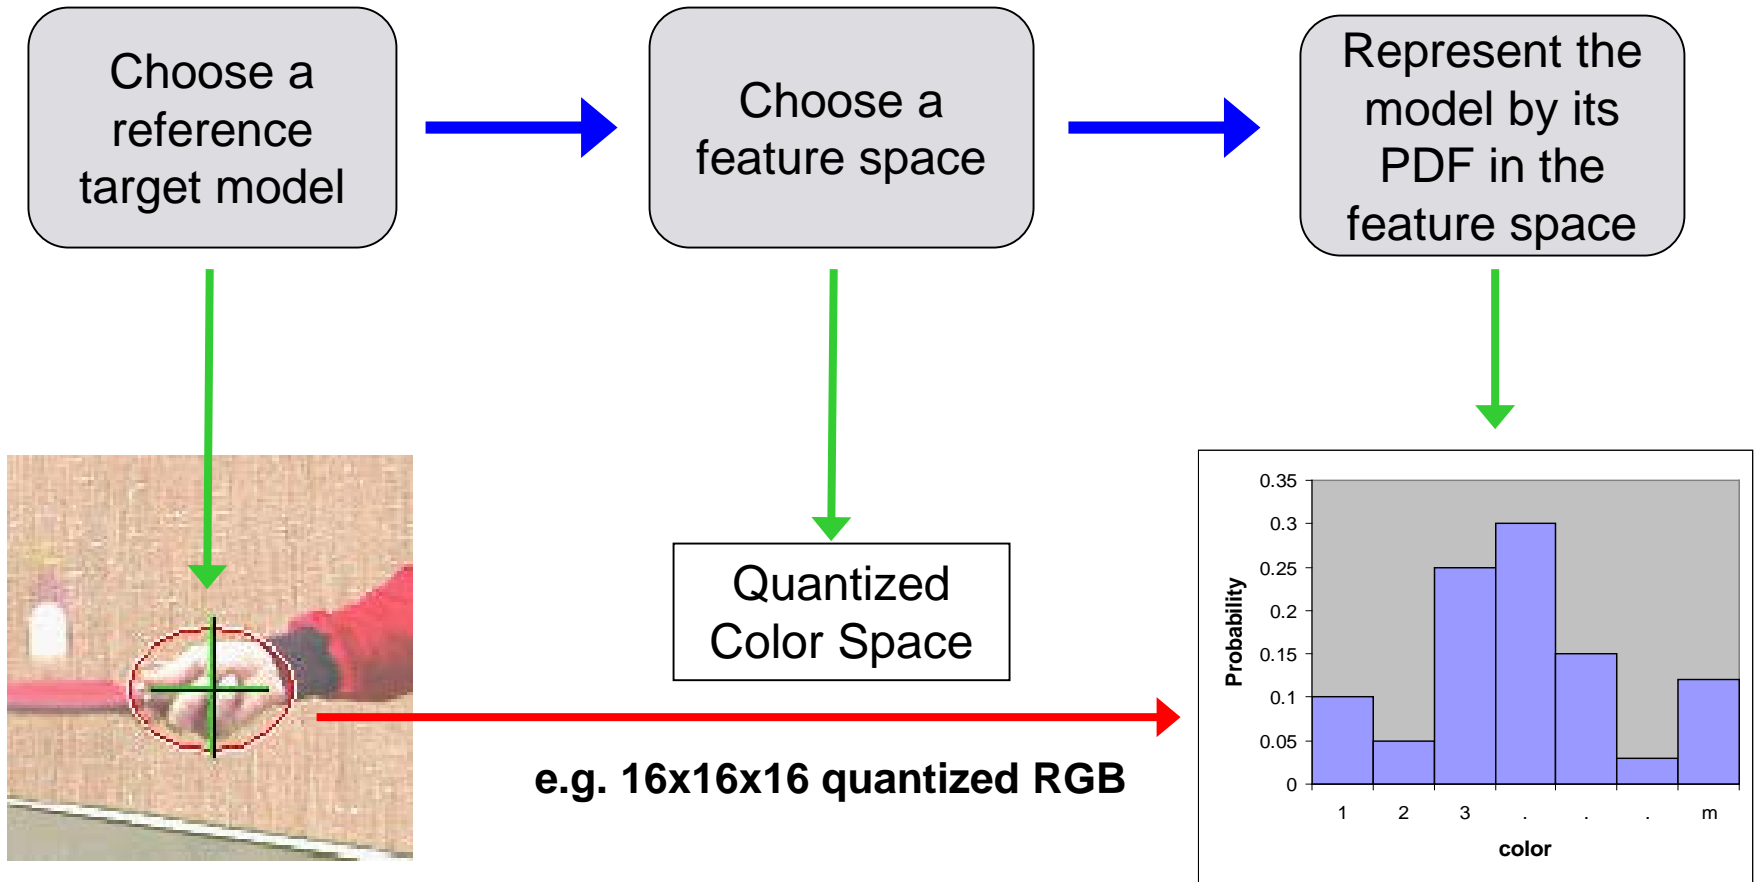 Choose a
reference
target model
Choose a
feature space
Represent the
model by its
PDF in the
feature space
Quantized
Color Space
e.g. 16x16x16 quantized RGB
Probability
0.35
0.3
0.25
0.2
0.15
0.1
0.05
0
1 2 3 . . . m
color